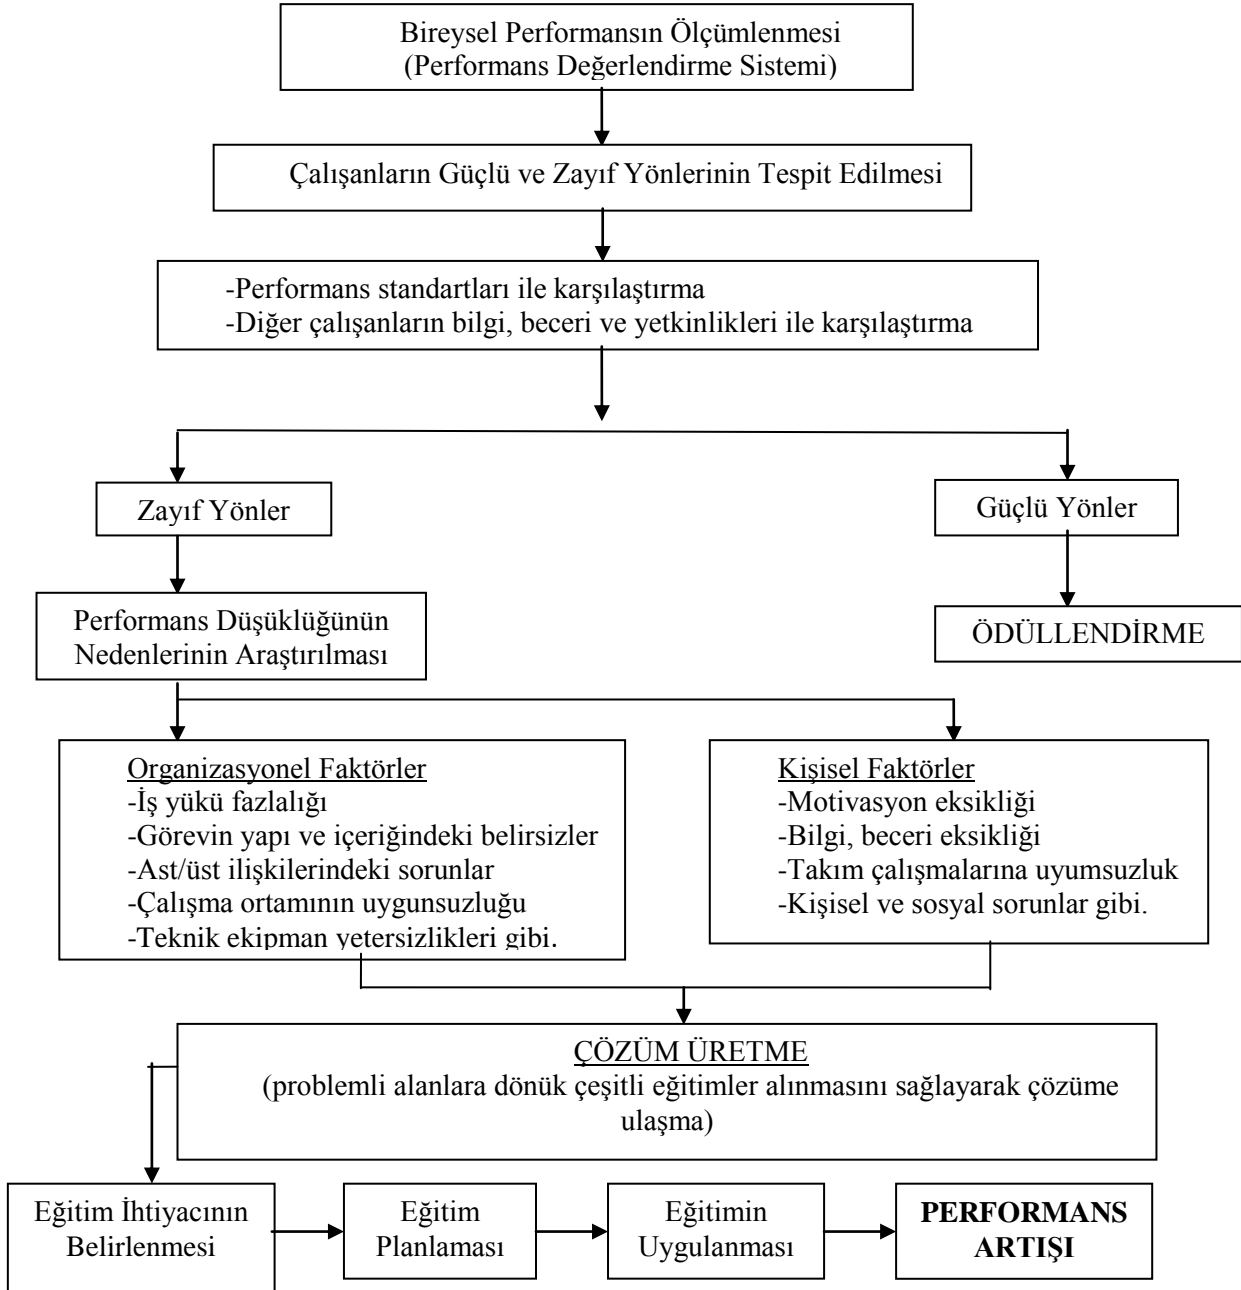 Bireysel Performansın Ölçümlenmesi
(Performans Değerlendirme Sistemi)
Çalışanların Güçlü ve Zayıf Yönlerinin Tespit Edilmesi
-Performans standartları ile karşılaştırma
-Diğer çalışanların bilgi, beceri ve yetkinlikleri ile karşılaştırma
Zayıf Yönler
Güçlü Yönler
Performans Düşüklüğünün
Nedenlerinin Araştırılması
ÖDÜLLENDİRME
Organizasyonel Faktörler
-İş yükü fazlalığı
-Görevin yapı ve içeriğindeki belirsizler
-Ast/üst ilişkilerindeki sorunlar
-Çalışma ortamının uygunsuzluğu
-Teknik ekipman yetersizlikleri gibi.
Kişisel Faktörler
-Motivasyon eksikliği
-Bilgi, beceri eksikliği
-Takım çalışmalarına uyumsuzluk
-Kişisel ve sosyal sorunlar gibi.
ÇÖZÜM ÜRETME
(problemli alanlara dönük çeşitli eğitimler alınmasını sağlayarak çözüme
ulaşma)
Eğitim İhtiyacının
Belirlenmesi
Eğitim
Planlaması
Eğitimin
Uygulanması
PERFORMANS
ARTIŞI